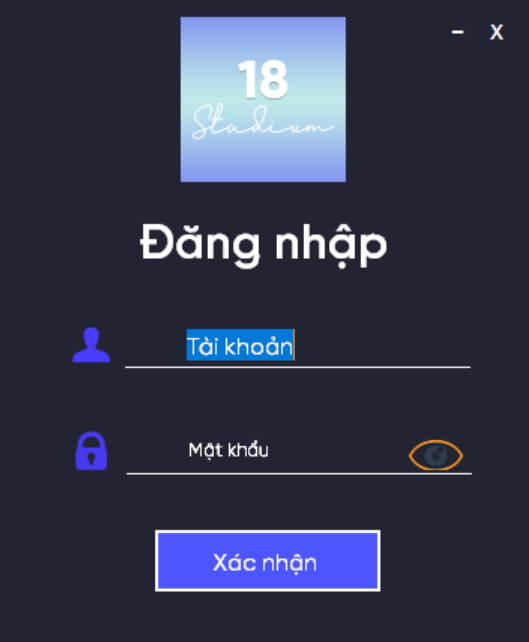 – X
18
Stadium
Đăng nhập
Tài khoản
Mật khẩu
Xác nhận